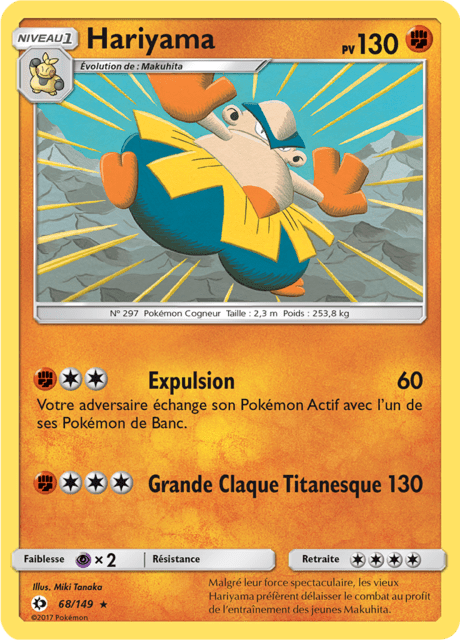 NIVEAU 1
Hariyama
PV 130
Évolution de : Makuhita
N° 297 Pokémon Cogneur Taille : 2,3 m Poids : 253,8 kg
Expulsion 60
Votre adversaire échange son Pokémon Actif avec l'un de
ses Pokémon de Banc.
Grande Claque Titanesque 130
Faiblesse × 2 Résistance Retraite
Illus. Miki Tanaka
68/149 ★
©2017 Pokémon
Malgré leur force spectaculaire, les vieux
Hariyama préfèrent délaisser le combat au profit
de l'entraînement des jeunes Makuhita.